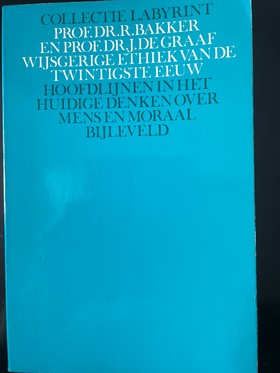 COLLECTIE LABYRINT
PROF.DR.R.BAKKER
EN PROF.DR.J.DE GRAAF
WIJSGERIGE ETHIEK VAN DE
TWINTIGSTE EEUW
HOOFDLIJNEN IN HET
HUIDIGE DENKEN OVER
MENS EN MORAAL
BIJLEVELD